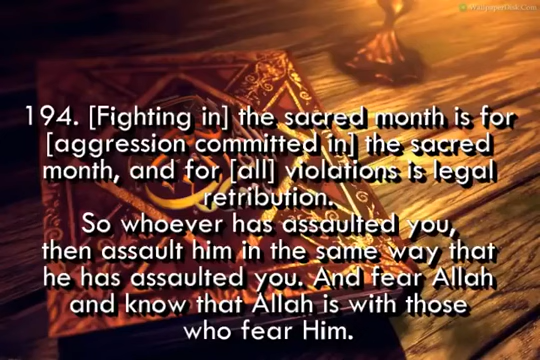 WallpapersDisk.Com
194. [Fighting in] the sacred month is for
[aggression committed in] the sacred
month, and for [all] violations is legal
retribution.
So whoever has assaulted you,
then assault him in the same way that
he has assaulted you. And fear Allah
and know that Allah is with those
who fear Him.